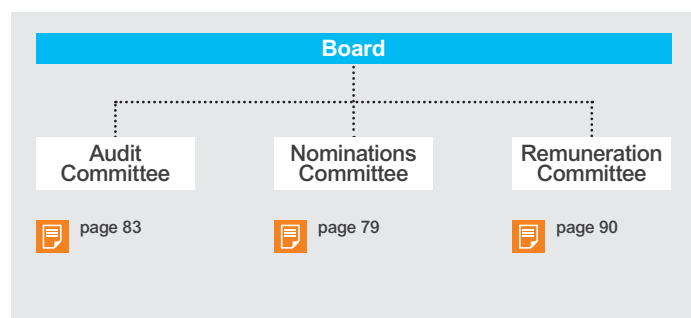 Board
Audit
Committee
Nominations
Committee
Remuneration
Committee
page 83
page 79
page 90